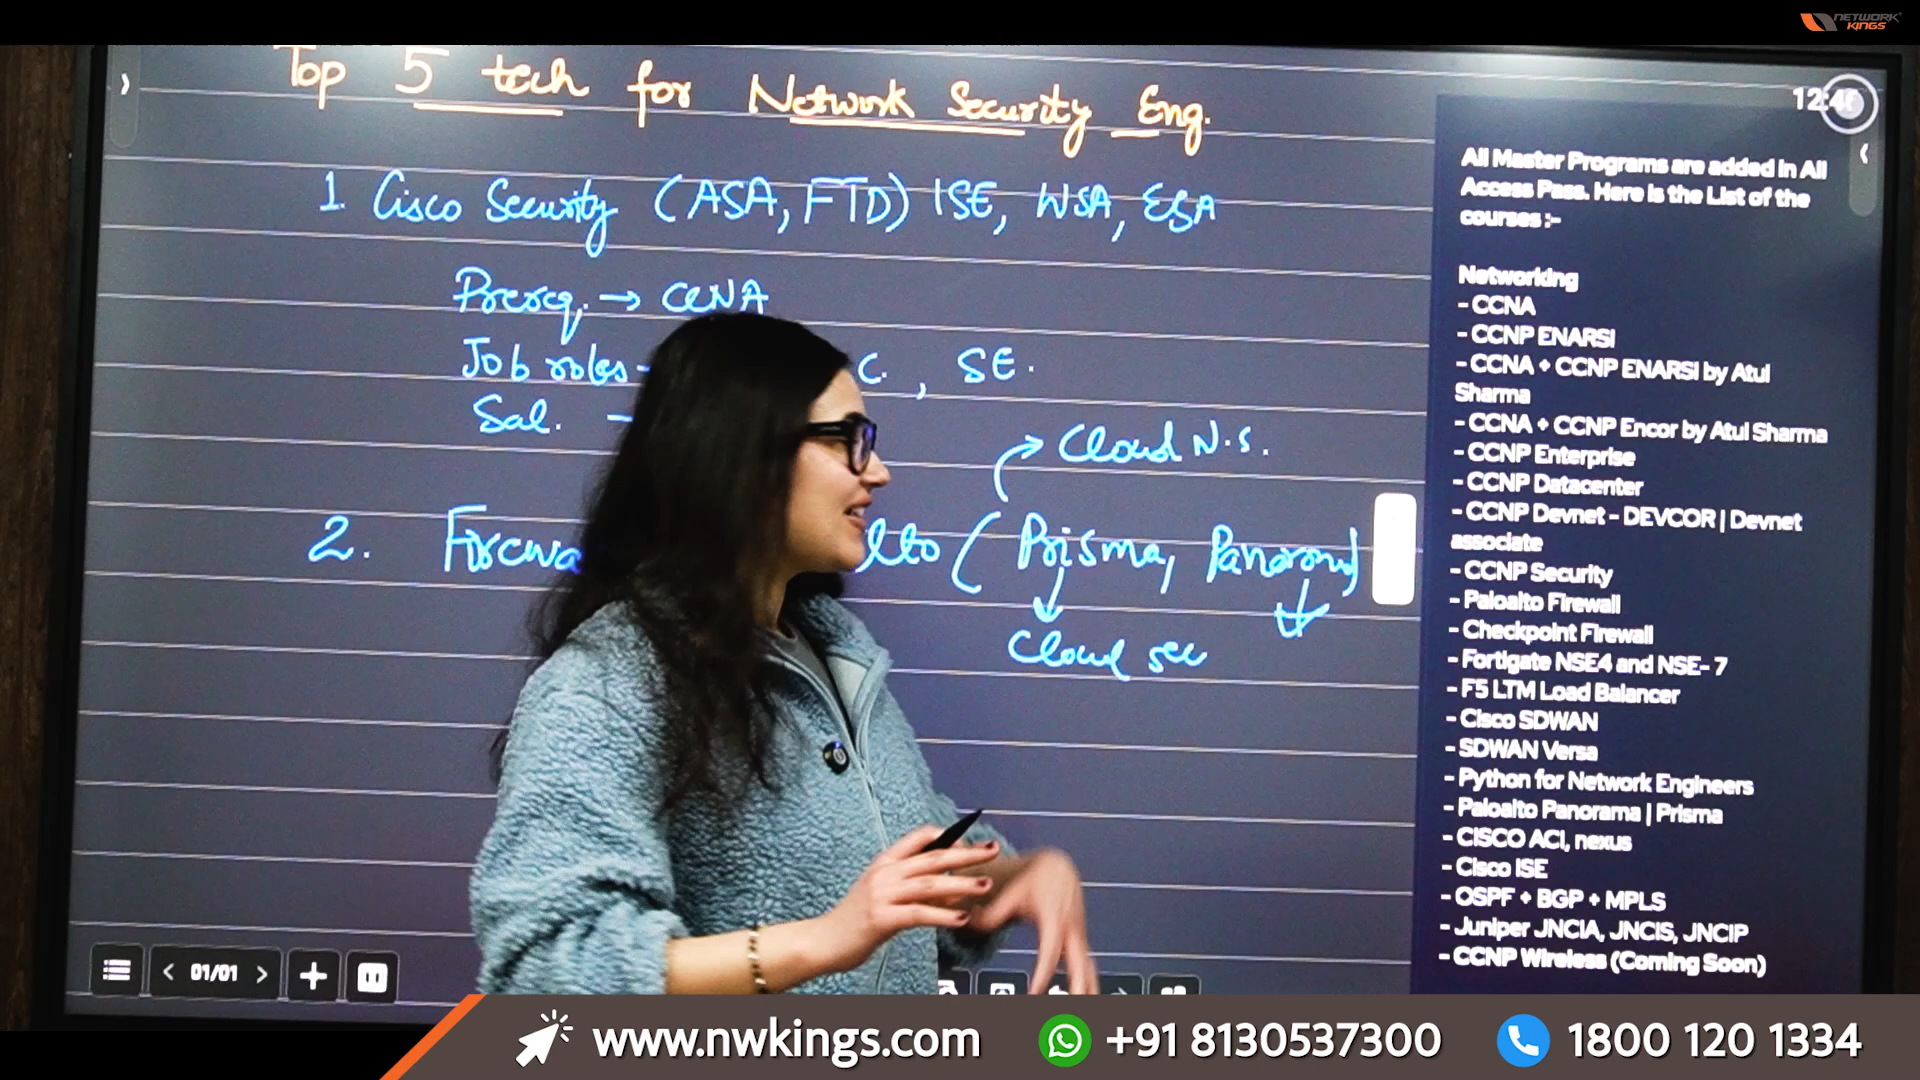 NETWORK
KINGS
Top 5 tech for Network Security Eng.
1. Cisco Security (ASA, FTD) ISE, WSA, ESA
Prereq. → CCNA
Job roles - C. , SE.
Sal. -
Cloud N.S.
2. Firewa lto (Prisma, Panorama)
Cloud sec
01/01
All Master Programs are added in All
Access Pass. Here is the List of the
courses :-
Networking
- CCNA
- CCNP ENARSI
- CCNA + CCNP ENARSI by Atul
Sharma
- CCNA + CCNP Encor by Atul Sharma
- CCNP Enterprise
- CCNP Datacenter
- CCNP Devnet - DEVCOR | Devnet
associate
- CCNP Security
- Paloalto Firewall
- Checkpoint Firewall
- Fortigate NSE4 and NSE- 7
- F5 LTM Load Balancer
- Cisco SDWAN
- SDWAN Versa
- Python for Network Engineers
- Paloalto Panorama | Prisma
- CISCO ACI, nexus
- Cisco ISE
- OSPF + BGP + MPLS
- Juniper JNCIA, JNCIS, JNCIP
- CCNP Wireless (Coming Soon)
www.nwkings.com +91 8130537300 1800 120 1334